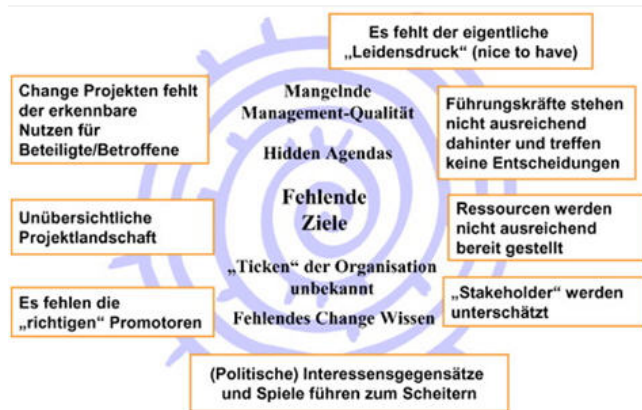 Es fehlt der eigentliche
„Leidensdruck“ (nice to have)
Change Projekten fehlt
der erkennbare
Nutzen für
Beteiligte/Betroffene
Mangelnde
Management-Qualität
Führungskräfte stehen
nicht ausreichend
dahinter und treffen
keine Entscheidungen
Hidden Agendas
Fehlende
Ziele
Unübersichtliche
Projektlandschaft
Ressourcen werden
nicht ausreichend
bereit gestellt
„Ticken“ der Organisation
unbekannt
Es fehlen die
„richtigen“ Promotoren
Fehlendes Change Wissen
„Stakeholder“ werden
unterschätzt
(Politische) Interessensgegensätze
und Spiele führen zum Scheitern